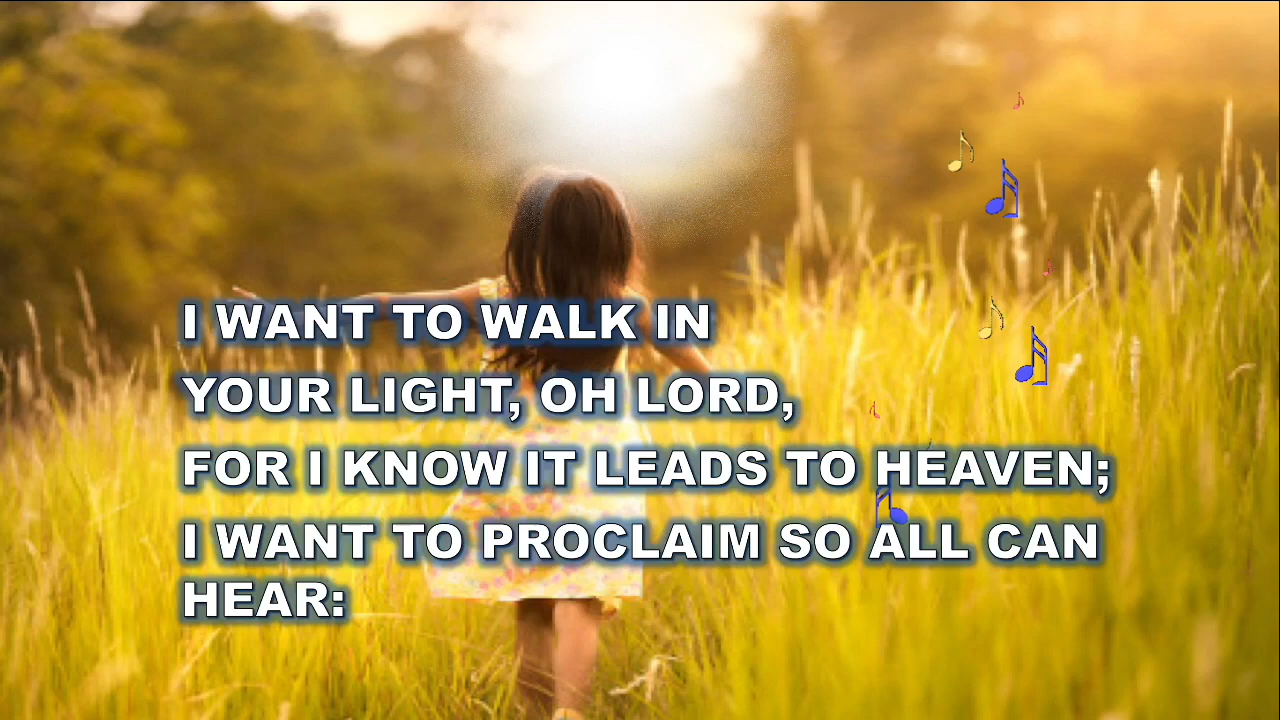 I WANT TO WALK IN
YOUR LIGHT, OH LORD,
FOR I KNOW IT LEADS TO HEAVEN;
I WANT TO PROCLAIM SO ALL CAN
HEAR: